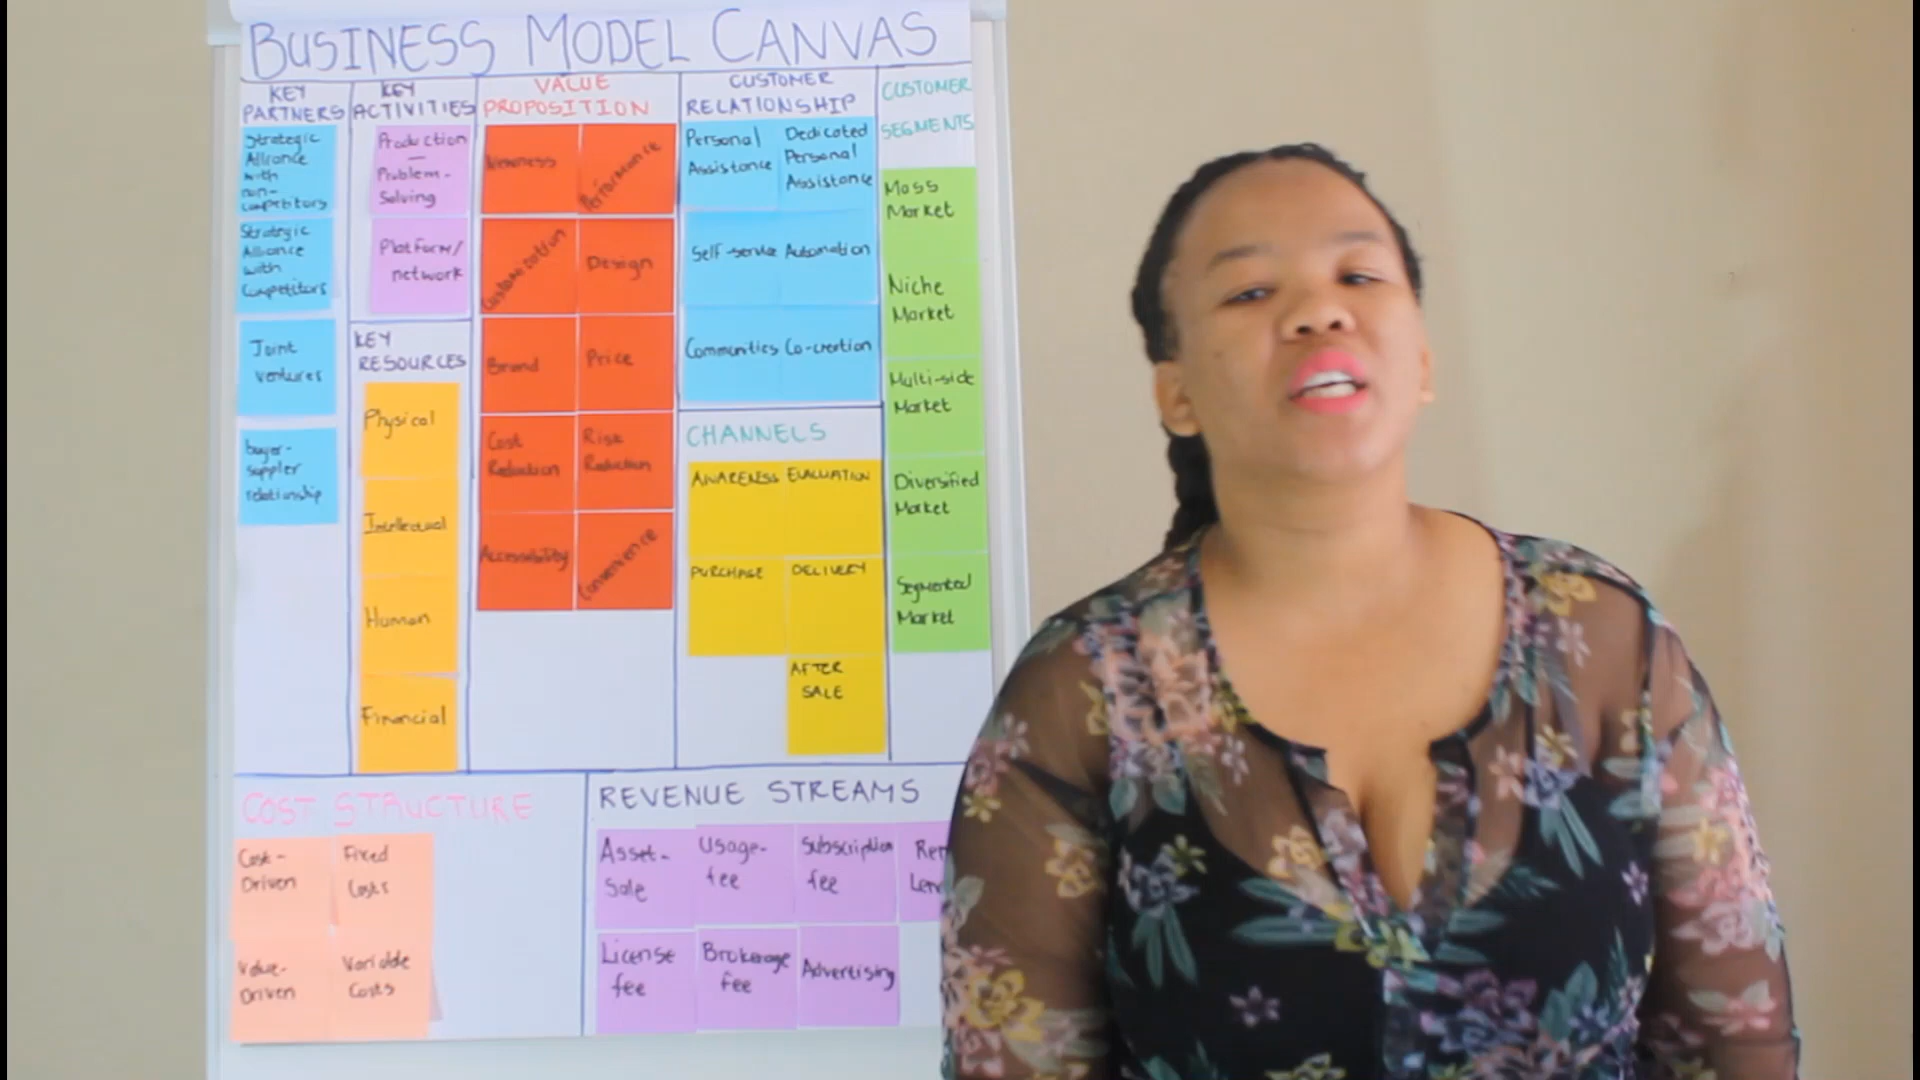 BUSINESS MODEL CANVAS
KEY
PARTNERS
Strategic
Alliance
with
non-
competitors
Strategic
Alliance
with
Competitors
Joint
ventures
buyer-
suppler
relationship
KEY
ACTIVITIES
Production
—
Problem-
Solving
Platform/
network
KEY
RESOURCES
Physical
Intellectual
Human
Financial
VALUE
PROPOSITION
Newness
Performance
Customization
Design
Brand
Price
Cost
Reduction
Risk
Reduction
Accessibility
Convenience
CUSTOMER
RELATIONSHIP
Personal
Assistance
Dedicated
Personal
Assistance
Self-service
Automation
Communities
Co-creation
CHANNELS
AWARENESS
EVALUATION
PURCHASE
DELIVERY
AFTER
SALE
CUSTOMER
SEGMENTS
Mass
Market
Niche
Market
Multi-side
Market
Diversified
Market
Segmented
Market
COST STRUCTURE
Cost-
Driven
Fixed
Costs
Value-
Driven
Variable
Costs
REVENUE STREAMS
Asset-
Sale
Usage-
fee
Subscription
fee
License
fee
Brokerage
fee
Advertising